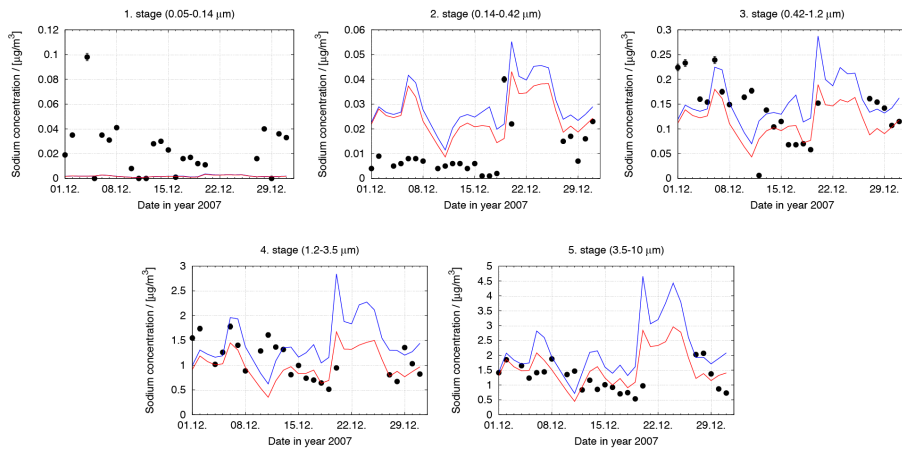 1. stage (0.05-0.14 μm)
Sodium concentration / [μg/m³]
0.12
0.1
0.08
0.06
0.04
0.02
0
01.12. 08.12. 15.12. 22.12. 29.12.
Date in year 2007
2. stage (0.14-0.42 μm)
Sodium concentration / [μg/m³]
0.06
0.05
0.04
0.03
0.02
0.01
0
01.12. 08.12. 15.12. 22.12. 29.12.
Date in year 2007
3. stage (0.42-1.2 μm)
Sodium concentration / [μg/m³]
0.3
0.25
0.2
0.15
0.1
0.05
0
01.12. 08.12. 15.12. 22.12. 29.12.
Date in year 2007
4. stage (1.2-3.5 μm)
Sodium concentration / [μg/m³]
3
2.5
2
1.5
1
0.5
0
01.12. 08.12. 15.12. 22.12. 29.12.
Date in year 2007
5. stage (3.5-10 μm)
Sodium concentration / [μg/m³]
5
4.5
4
3.5
3
2.5
2
1.5
1
0.5
0
01.12. 08.12. 15.12. 22.12. 29.12.
Date in year 2007